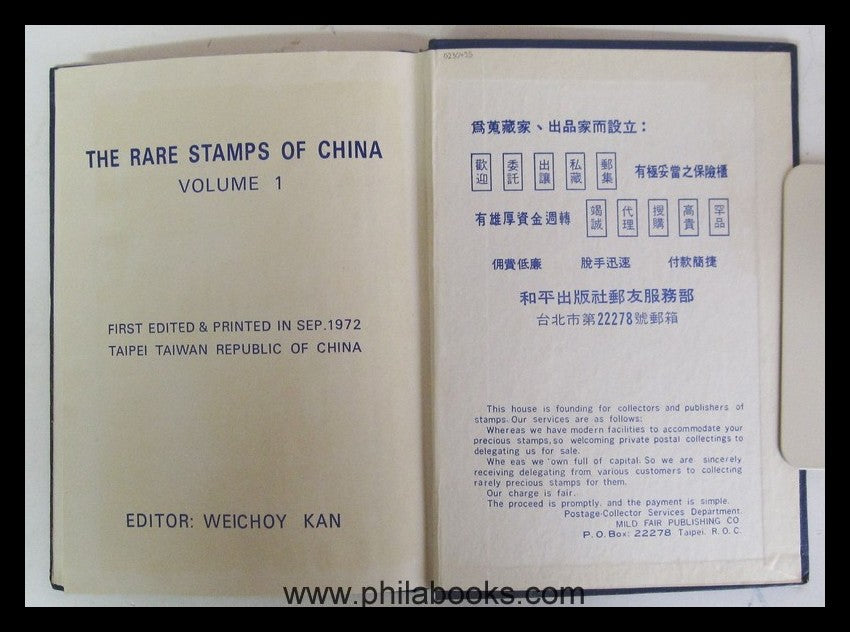 THE RARE STAMPS OF CHINA
VOLUME 1
FIRST EDITED & PRINTED IN SEP.1972
TAIPEI TAIWAN REPUBLIC OF CHINA
EDITOR: WEICHOY KAN
0230435
爲蒐藏家、出品家而設立：
歡迎 委託 出讓 私藏 郵集 有極妥當之保險櫃
有雄厚資金週轉 竭誠 代理 搜購 高貴 罕品
佣費低廉 脫手迅速 付款簡捷
和平出版社郵友服務部
台北市第22278號郵箱
This house is founding for collectors and publishers of
stamps. Our services are as follows:
Whereas we have modern facilities to accommodate your
precious stamps, so welcoming private postal collectings to
delegating us for sale.
Whe eas we own full of capital. So we are sincerely
receiving delegating from various customers to collecting
rarely precious stamps for them.
Our charge is fair.
The proceed is promptly. and the payment is simple.
Postage-Collector Services Department.
MILD FAIR PUBLISHING CO
P.O.Box: 22278 Taipei. R.O.C.
www.philabooks.com